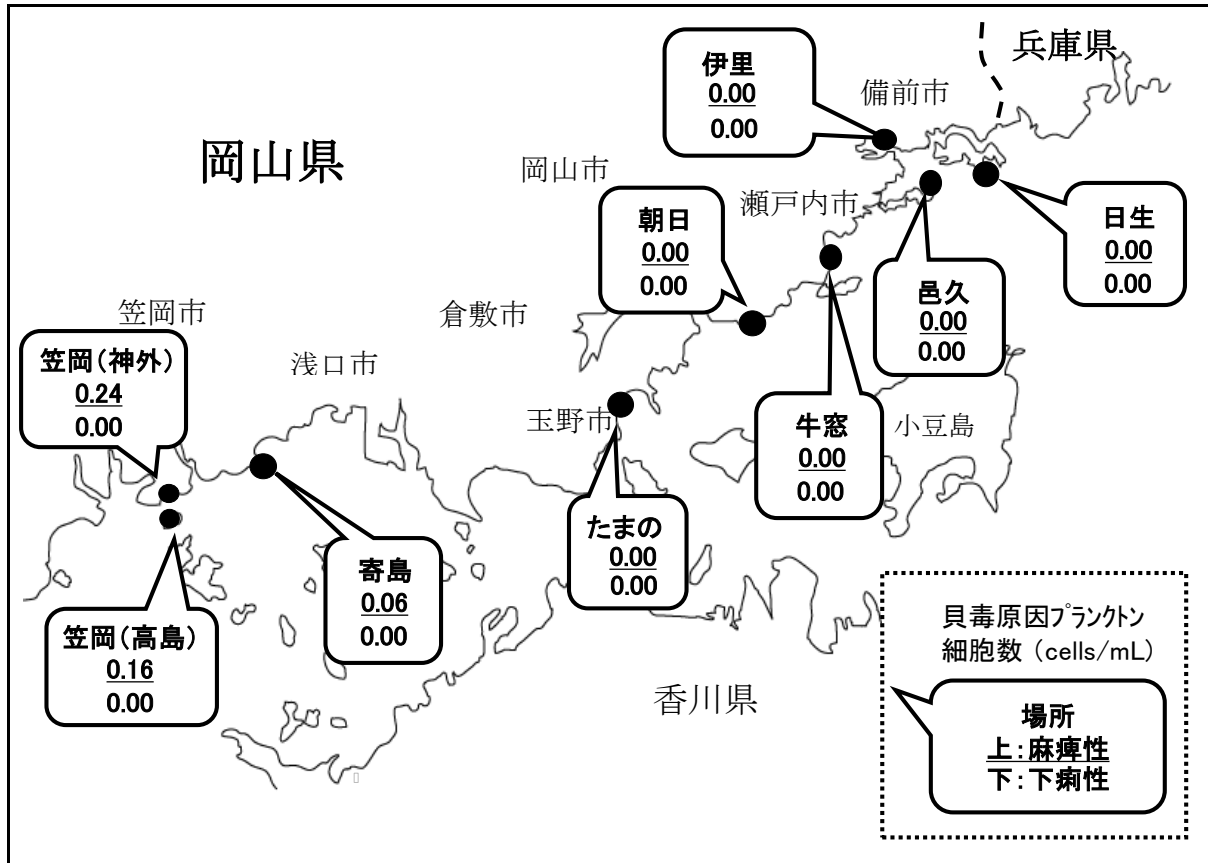 兵庫県
伊里
0.00
0.00
備前市
岡山県
岡山市
瀬戸内市
朝日
0.00
0.00
日生
0.00
0.00
邑久
0.00
0.00
笠岡市
倉敷市
浅口市
笠岡(神外)
0.24
0.00
玉野市
牛窓
0.00
0.00
小豆島
たまの
0.00
0.00
寄島
0.06
0.00
笠岡(高島)
0.16
0.00
香川県
貝毒原因プランクトン
細胞数 (cells/mL)
場所
上:麻痺性
下:下痢性